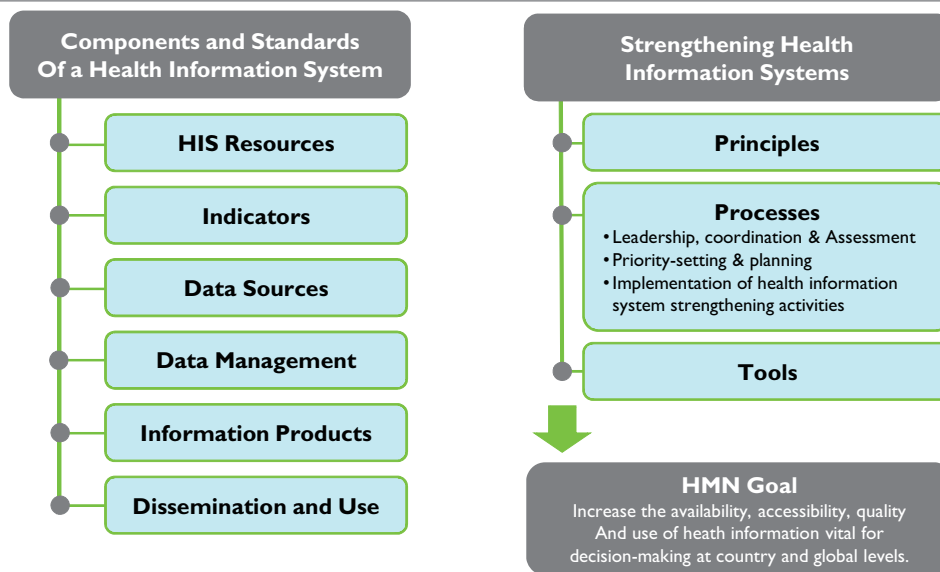 Components and Standards
Of a Health Information System
HIS Resources
Indicators
Data Sources
Data Management
Information Products
Dissemination and Use
Strengthening Health
Information Systems
Principles
Processes
• Leadership, coordination & Assessment
• Priority-setting & planning
• Implementation of health information
system strengthening activities
Tools
HMN Goal
Increase the availability, accessibility, quality
And use of heath information vital for
decision-making at country and global levels.